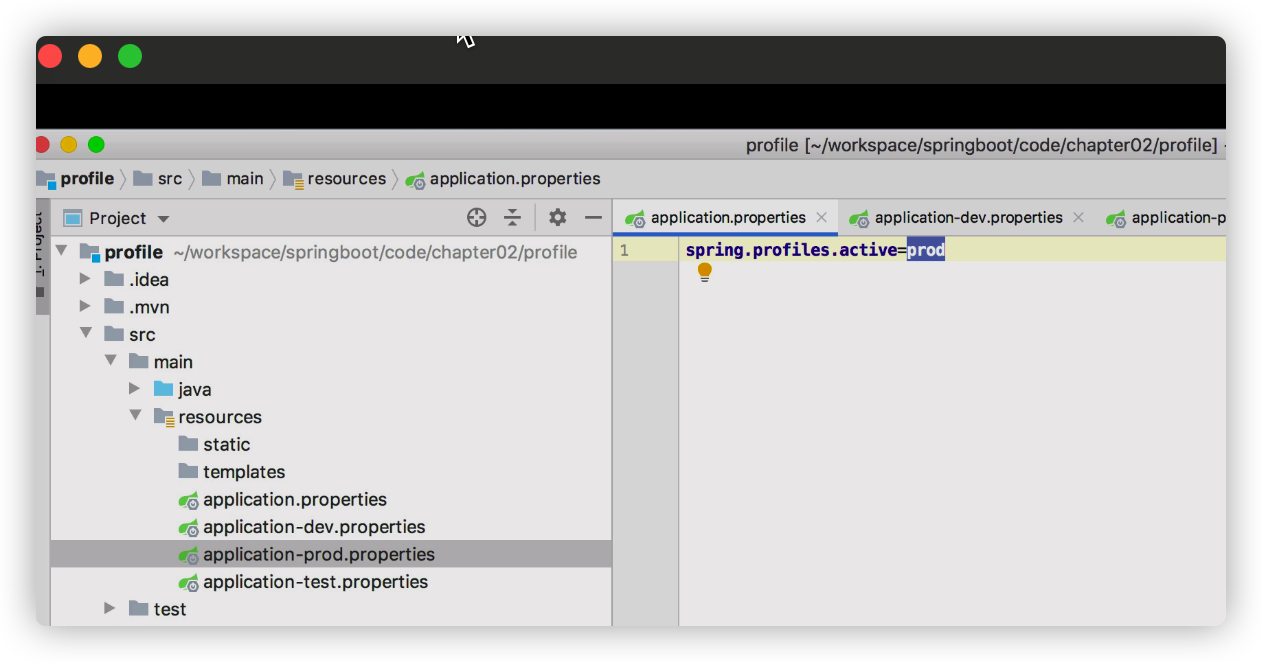 profile [~/workspace/springboot/code/chapter02/profile]
profile src main resources application.properties
Project
application.properties application-dev.properties application-p
profile ~/workspace/springboot/code/chapter02/profile
1 spring.profiles.active=prod
.idea
.mvn
src
main
java
resources
static
templates
application.properties
application-dev.properties
application-prod.properties
application-test.properties
test